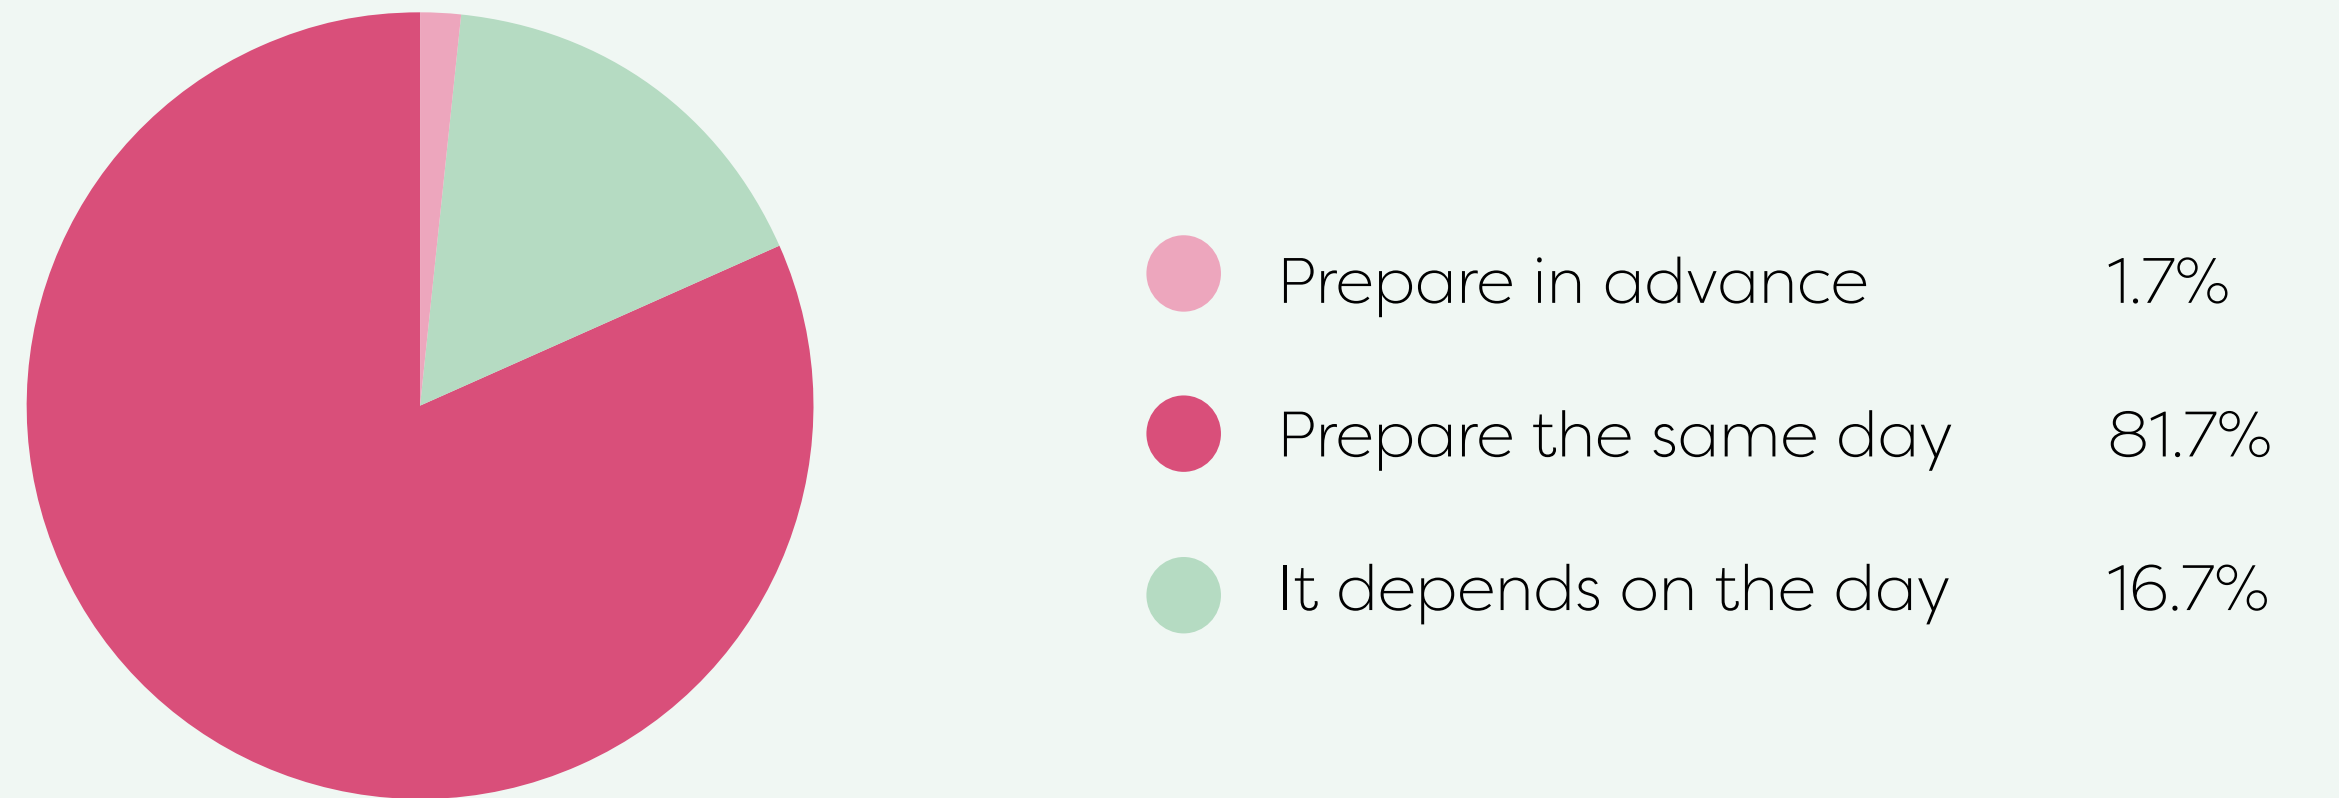 Prepare in advance 1.7%
Prepare the same day 81.7%
It depends on the day 16.7%